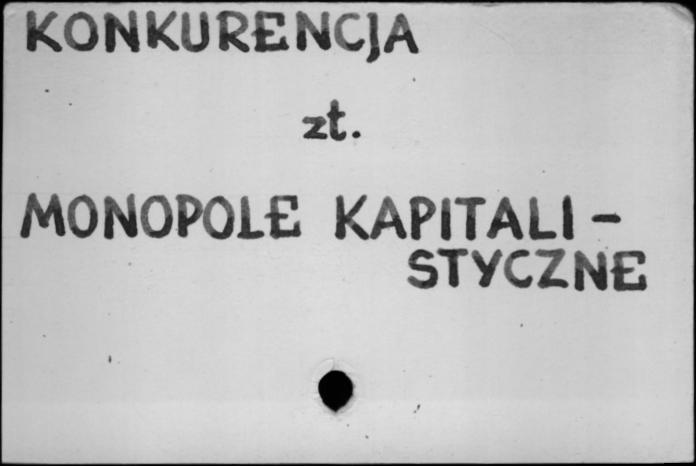 KONKURENCJA
zt.
MONOPOLE KAPITALI-
STYCZNE